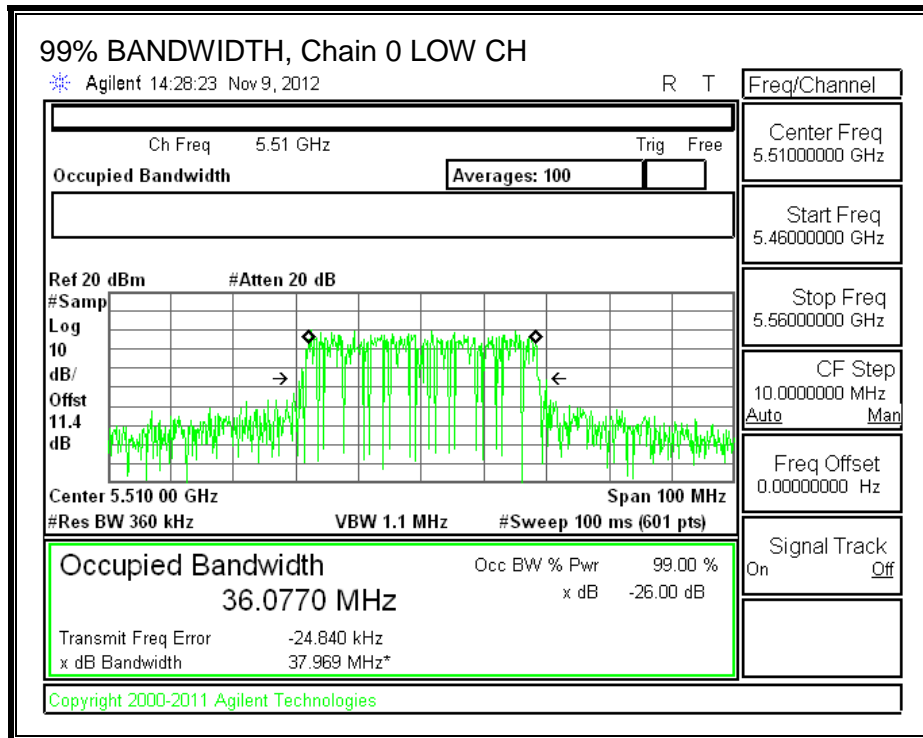 99% BANDWIDTH, Chain 0 LOW CH
Agilent 14:28:23 Nov 9, 2012 R T
Freq/Channel
Ch Freq 5.51 GHz Trig Free
Occupied Bandwidth Averages: 100
Center Freq
5.51000000 GHz
Start Freq
5.46000000 GHz
Stop Freq
5.56000000 GHz
CF Step
10.0000000 MHz
Auto Man
Freq Offset
0.00000000 Hz
Signal Track
On Off
Ref 20 dBm #Atten 20 dB
#Samp
Log
10
dB/
Offst
11.4
dB
Center 5.510 00 GHz Span 100 MHz
#Res BW 360 kHz VBW 1.1 MHz #Sweep 100 ms (601 pts)
Occupied Bandwidth Occ BW % Pwr 99.00 %
36.0770 MHz x dB -26.00 dB
Transmit Freq Error -24.840 kHz
x dB Bandwidth 37.969 MHz*
Copyright 2000-2011 Agilent Technologies